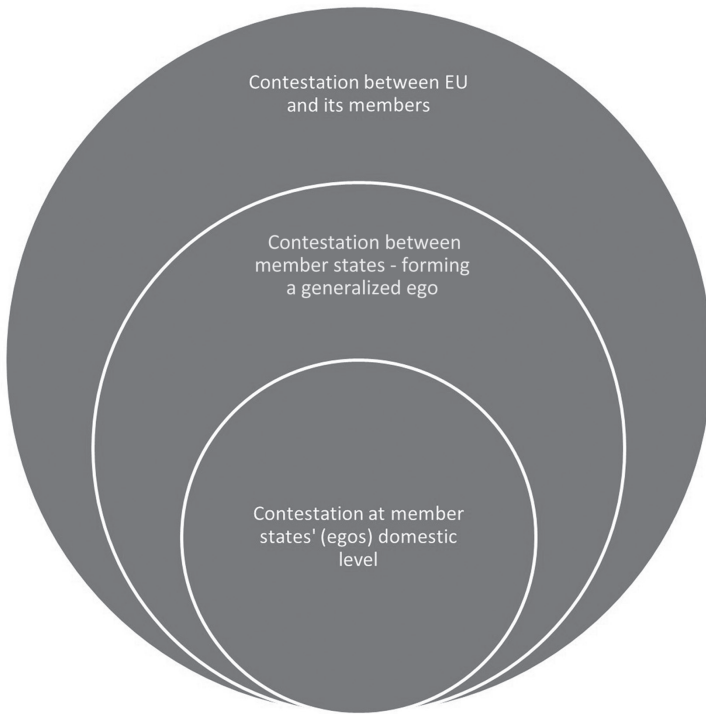 Contestation between EU
and its members
Contestation between
member states - forming
a generalized ego
Contestation at member
states' (egos) domestic
level